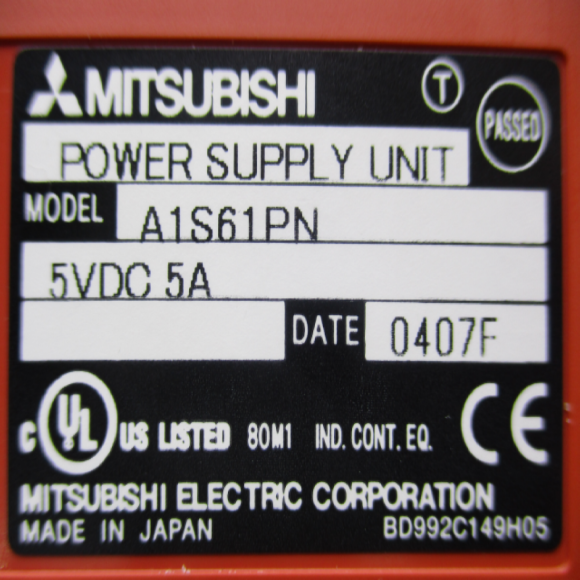 MITSUBISHI T
PASSED
POWER SUPPLY UNIT
MODEL A1S61PN
5VDC 5A
DATE 0407F
C UL US LISTED 80M1 IND. CONT. EQ. CE
MITSUBISHI ELECTRIC CORPORATION
MADE IN JAPAN BD992C149H05